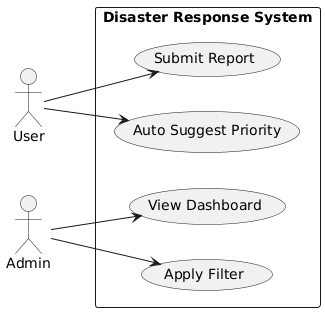 Disaster Response System
Submit Report
User
Auto Suggest Priority
View Dashboard
Admin
Apply Filter